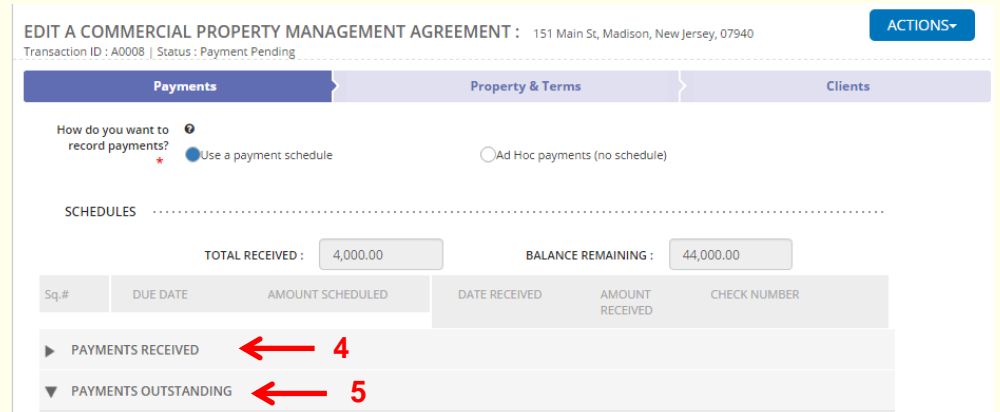 EDIT A COMMERCIAL PROPERTY MANAGEMENT AGREEMENT : 151 Main St, Madison, New Jersey, 07940
ACTIONS
Transaction ID : A0008 | Status : Payment Pending
Payments
Property & Terms
Clients
How do you want to
record payments?
*
Use a payment schedule
Ad Hoc payments (no schedule)
SCHEDULES
TOTAL RECEIVED : 4,000.00
BALANCE REMAINING : 44,000.00
Sq.# DUE DATE AMOUNT SCHEDULED DATE RECEIVED AMOUNT RECEIVED CHECK NUMBER
PAYMENTS RECEIVED 4
PAYMENTS OUTSTANDING 5